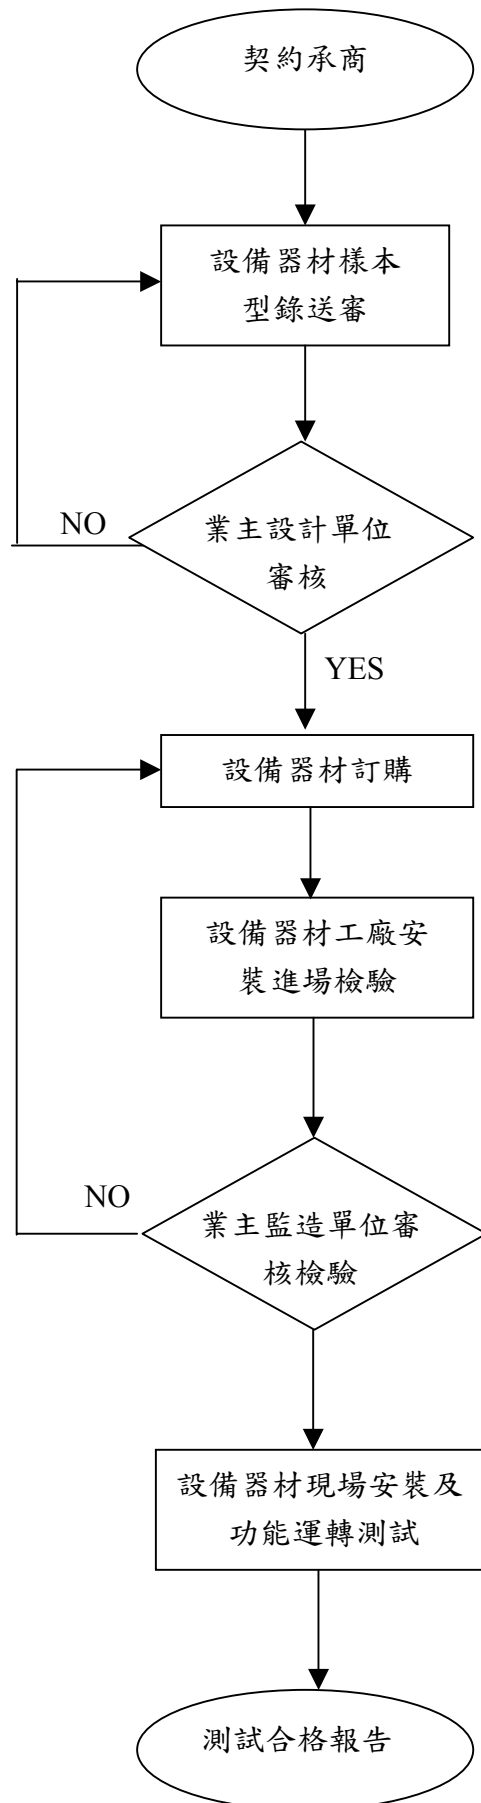 契約承商
設備器材樣本
型錄送審
NO
業主設計單位
審核
YES
設備器材訂購
設備器材工廠安
裝進場檢驗
NO
業主監造單位審
核檢驗
設備器材現場安裝及
功能運轉測試
測試合格報告